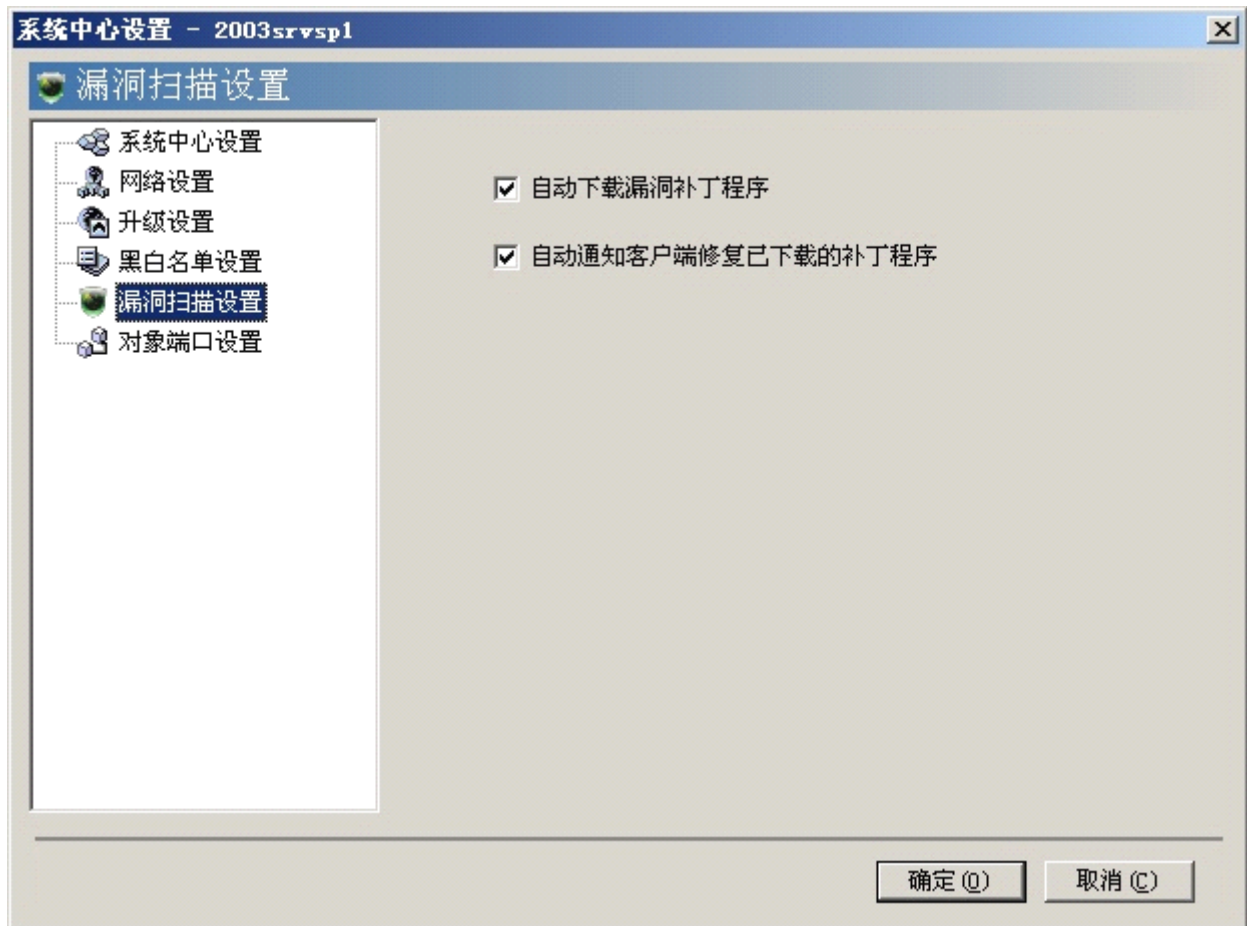 系统中心设置 - 2003srvsp1
漏洞扫描设置
系统中心设置
网络设置
升级设置
黑白名单设置
漏洞扫描设置
对象端口设置
自动下载漏洞补丁程序
自动通知客户端修复已下载的补丁程序
确定(O)
取消(C)